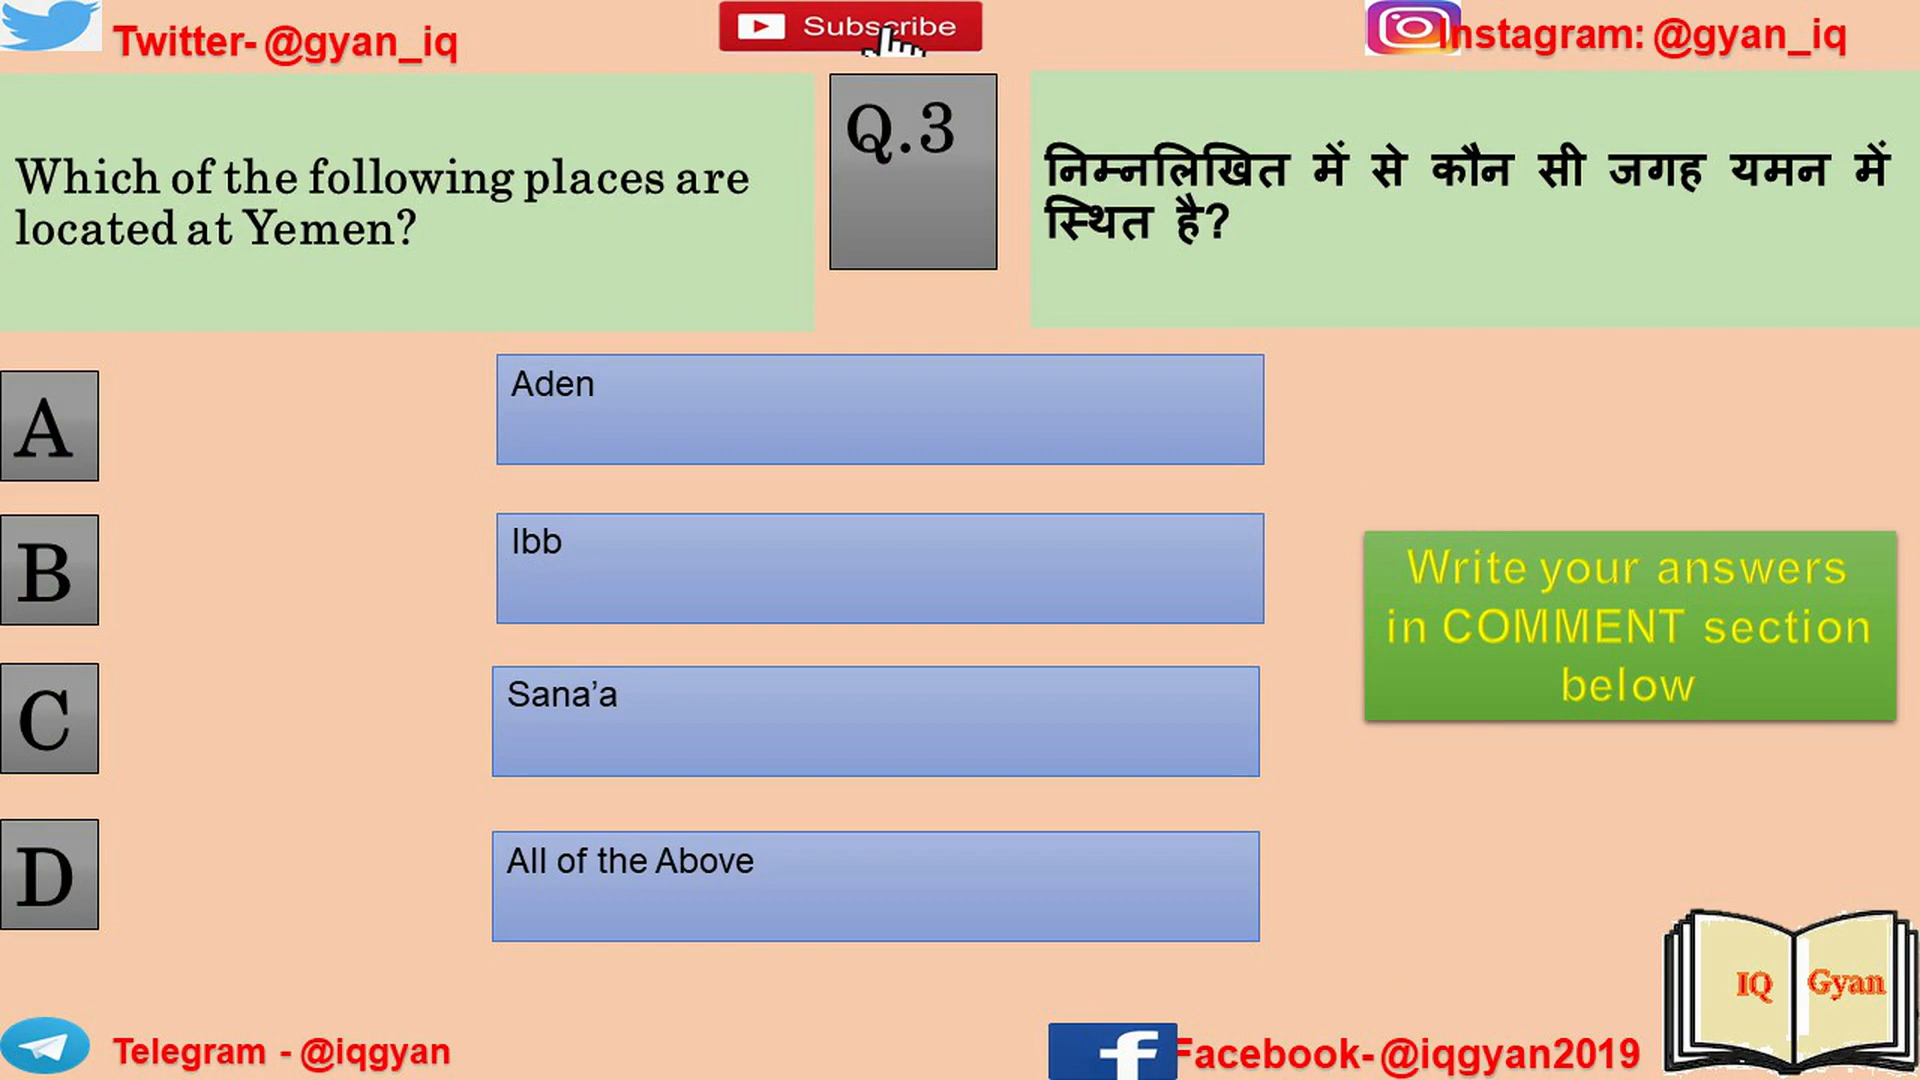 Twitter- @gyan_iq
Subscribe
Instagram: @gyan_iq
Which of the following places are
located at Yemen?
Q.3
निम्नलिखित में से कौन सी जगह यमन में
स्थित है?
A
Aden
B
Ibb
C
Sana’a
D
All of the Above
Write your answers
in COMMENT section
below
IQ Gyan
Telegram - @iqgyan
Facebook- @iqgyan2019